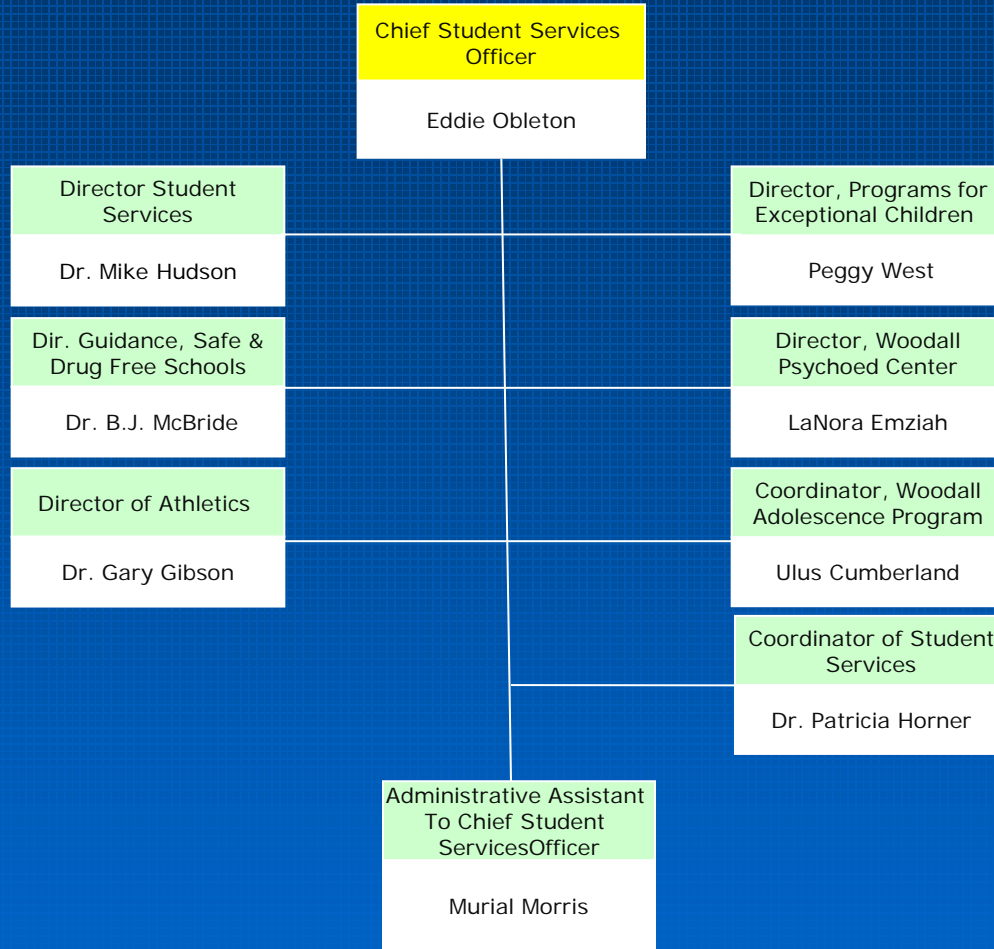 Chief Student Services
Officer
Eddie Obleton
Director Student
Services
Dr. Mike Hudson
Director, Programs for
Exceptional Children
Peggy West
Dir. Guidance, Safe &
Drug Free Schools
Dr. B.J. McBride
Director, Woodall
Psychoed Center
LaNora Emziah
Director of Athletics
Dr. Gary Gibson
Coordinator, Woodall
Adolescence Program
Ulus Cumberland
Coordinator of Student
Services
Dr. Patricia Horner
Administrative Assistant
To Chief Student
ServicesOfficer
Murial Morris